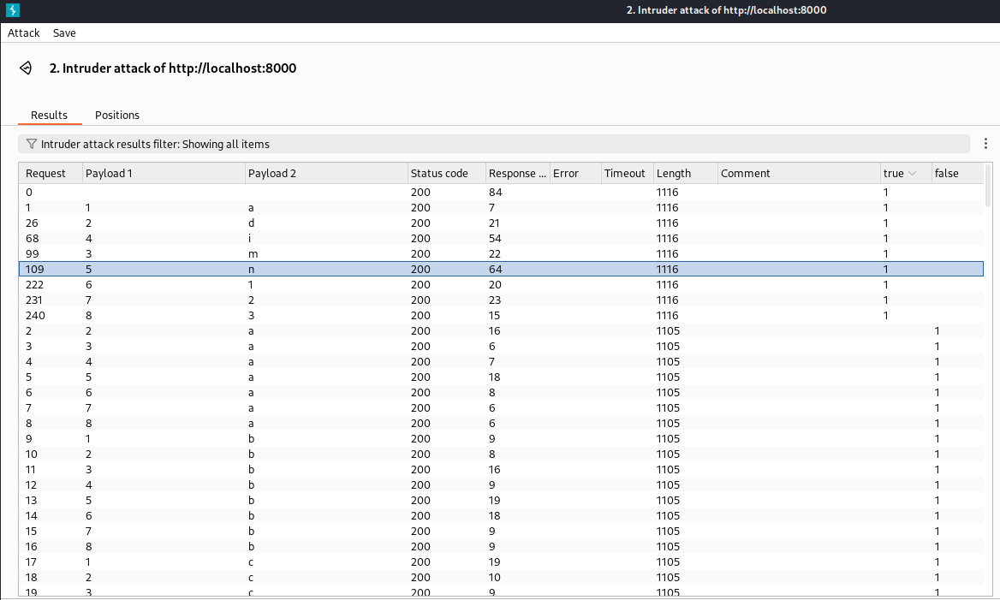 2. Intruder attack of http://localhost:8000
Attack Save
2. Intruder attack of http://localhost:8000
Results Positions
Intruder attack results filter: Showing all items
Request Payload 1 Payload 2 Status code Response ... Error Timeout Length Comment true false
0 200 84 1116 1
1 1 a 200 7 1116 1
26 2 d 200 21 1116 1
68 4 i 200 54 1116 1
99 3 m 200 22 1116 1
109 5 n 200 64 1116 1
222 6 1 200 20 1116 1
231 7 2 200 23 1116 1
240 8 3 200 15 1116 1
2 2 a 200 16 1105 1
3 3 a 200 6 1105 1
4 4 a 200 7 1105 1
5 5 a 200 18 1105 1
6 6 a 200 8 1105 1
7 7 a 200 6 1105 1
8 8 a 200 6 1105 1
9 1 b 200 9 1105 1
10 2 b 200 8 1105 1
11 3 b 200 16 1105 1
12 4 b 200 9 1105 1
13 5 b 200 19 1105 1
14 6 b 200 18 1105 1
15 7 b 200 9 1105 1
16 8 b 200 9 1105 1
17 1 c 200 19 1105 1
18 2 c 200 10 1105 1
19 3 c 200 9 1105 1